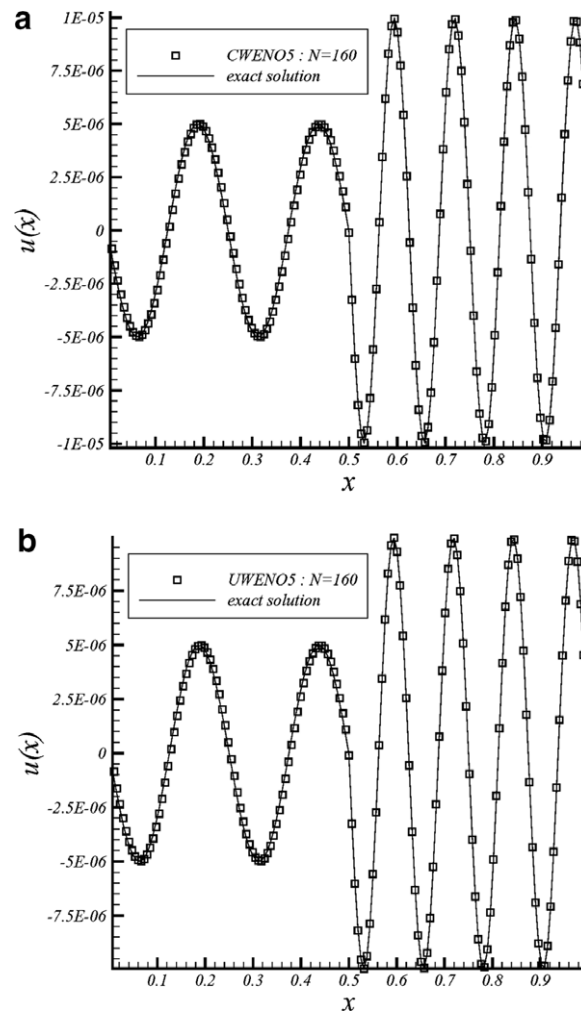 a
1E-05
CWENO5 : N=160
exact solution
7.5E-06
5E-06
2.5E-06
0
-2.5E-06
-5E-06
-7.5E-06
-1E-05
u(x)
0.1 0.2 0.3 0.4 0.5 0.6 0.7 0.8 0.9
x
b
UWENO5 : N=160
exact solution
7.5E-06
5E-06
2.5E-06
0
-2.5E-06
-5E-06
-7.5E-06
u(x)
0.1 0.2 0.3 0.4 0.5 0.6 0.7 0.8 0.9
x